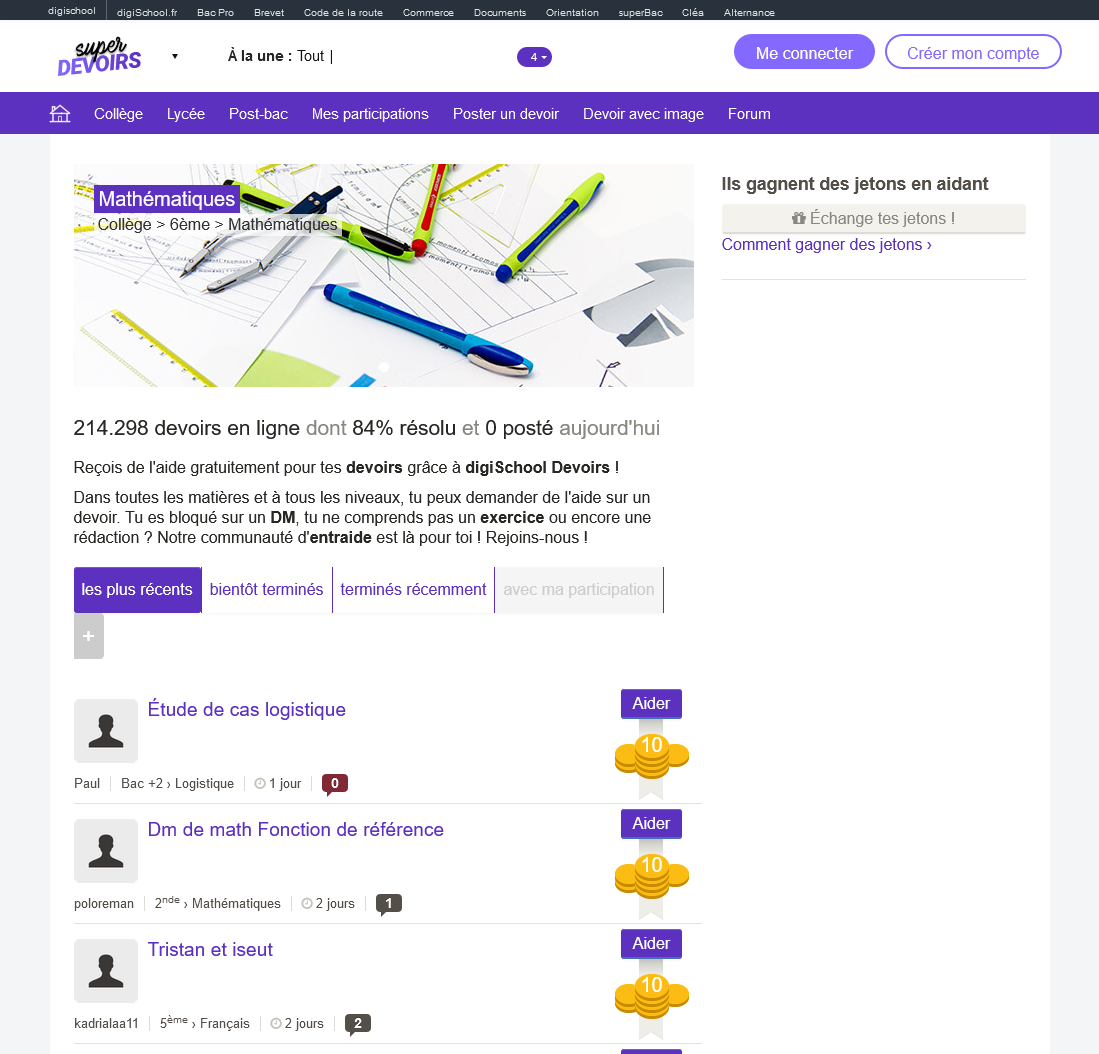 digischool
digiSchool.fr
Bac Pro
Brevet
Code de la route
Commerce
Documents
Orientation
superBac
Cléa
Alternance
super
DEVOIRS
À la une : Tout |
4
Me connecter
Créer mon compte
Collège
Lycée
Post-bac
Mes participations
Poster un devoir
Devoir avec image
Forum
Mathématiques
Collège > 6ème > Mathématiques
Ils gagnent des jetons en aidant
Échange tes jetons !
Comment gagner des jetons ›
214.298 devoirs en ligne dont 84% résolu et 0 posté aujourd'hui
Reçois de l'aide gratuitement pour tes devoirs grâce à digiSchool Devoirs !
Dans toutes les matières et à tous les niveaux, tu peux demander de l'aide sur un
devoir. Tu es bloqué sur un DM, tu ne comprends pas un exercice ou encore une
rédaction ? Notre communauté d'entraide est là pour toi ! Rejoins-nous !
les plus récents
bientôt terminés
terminés récemment
avec ma participation
+
Étude de cas logistique
Aider
10
Paul
Bac +2 › Logistique
1 jour
0
Dm de math Fonction de référence
Aider
10
poloreman
2nde › Mathématiques
2 jours
1
Tristan et iseut
Aider
10
kadrialaa11
5ème › Français
2 jours
2